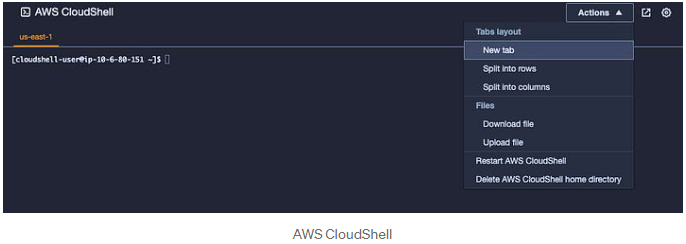 AWS CloudShell
Actions
us-east-1
[cloudshell-user@ip-10-6-80-151 ~]$
Tabs layout
New tab
Split into rows
Split into columns
Files
Download file
Upload file
Restart AWS CloudShell
Delete AWS CloudShell home directory
AWS CloudShell